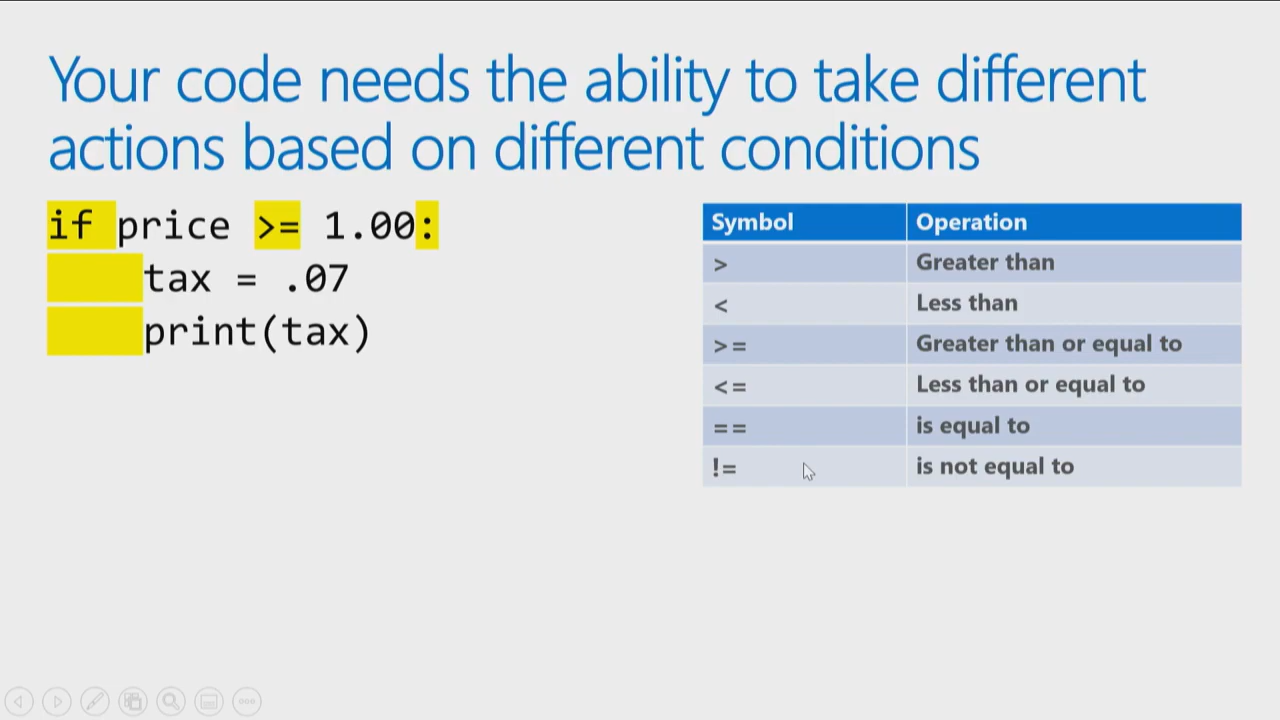 Your code needs the ability to take different
actions based on different conditions
if price >= 1.00:
    tax = .07
    print(tax)
Symbol Operation
> Greater than
< Less than
>= Greater than or equal to
<= Less than or equal to
== is equal to
!= is not equal to